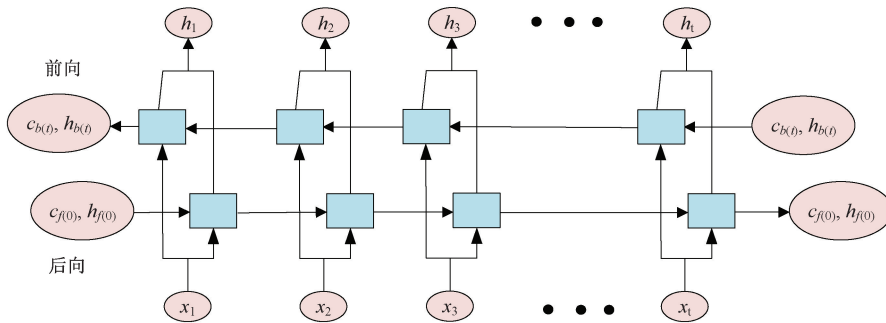 h1 h2 h3 ht
前向
cb(t), hb(t) cb(t), hb(t)
cf(0), hf(0) cf(0), hf(0)
后向
x1 x2 x3 xt